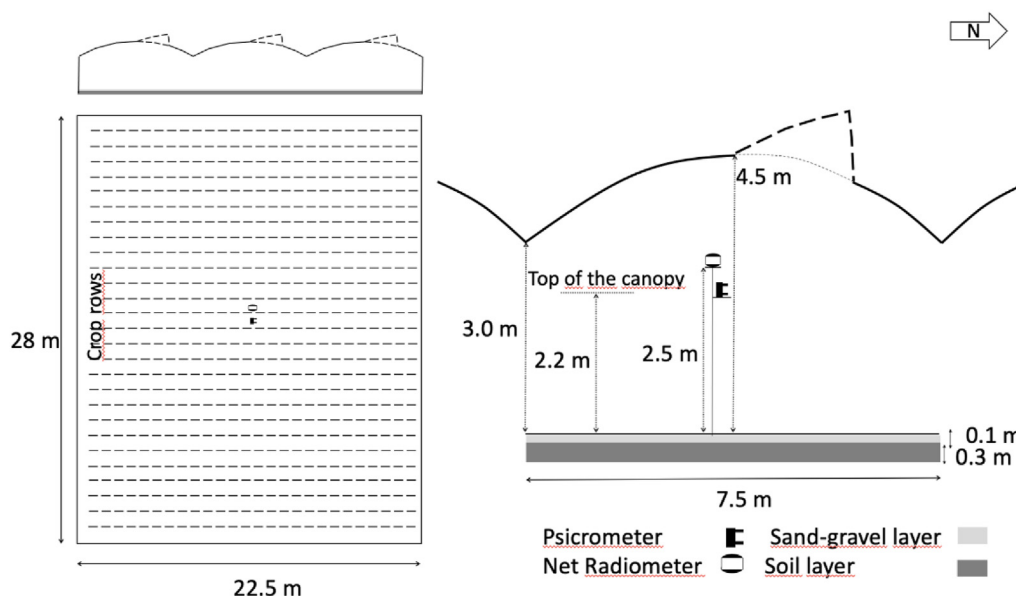 N
4.5 m
Top of the canopy
Crop rows
3.0 m
28 m
2.5 m
2.2 m
0.1 m
0.3 m
7.5 m
Psicrometer
Sand-gravel layer
Net Radiometer
Soil layer
22.5 m